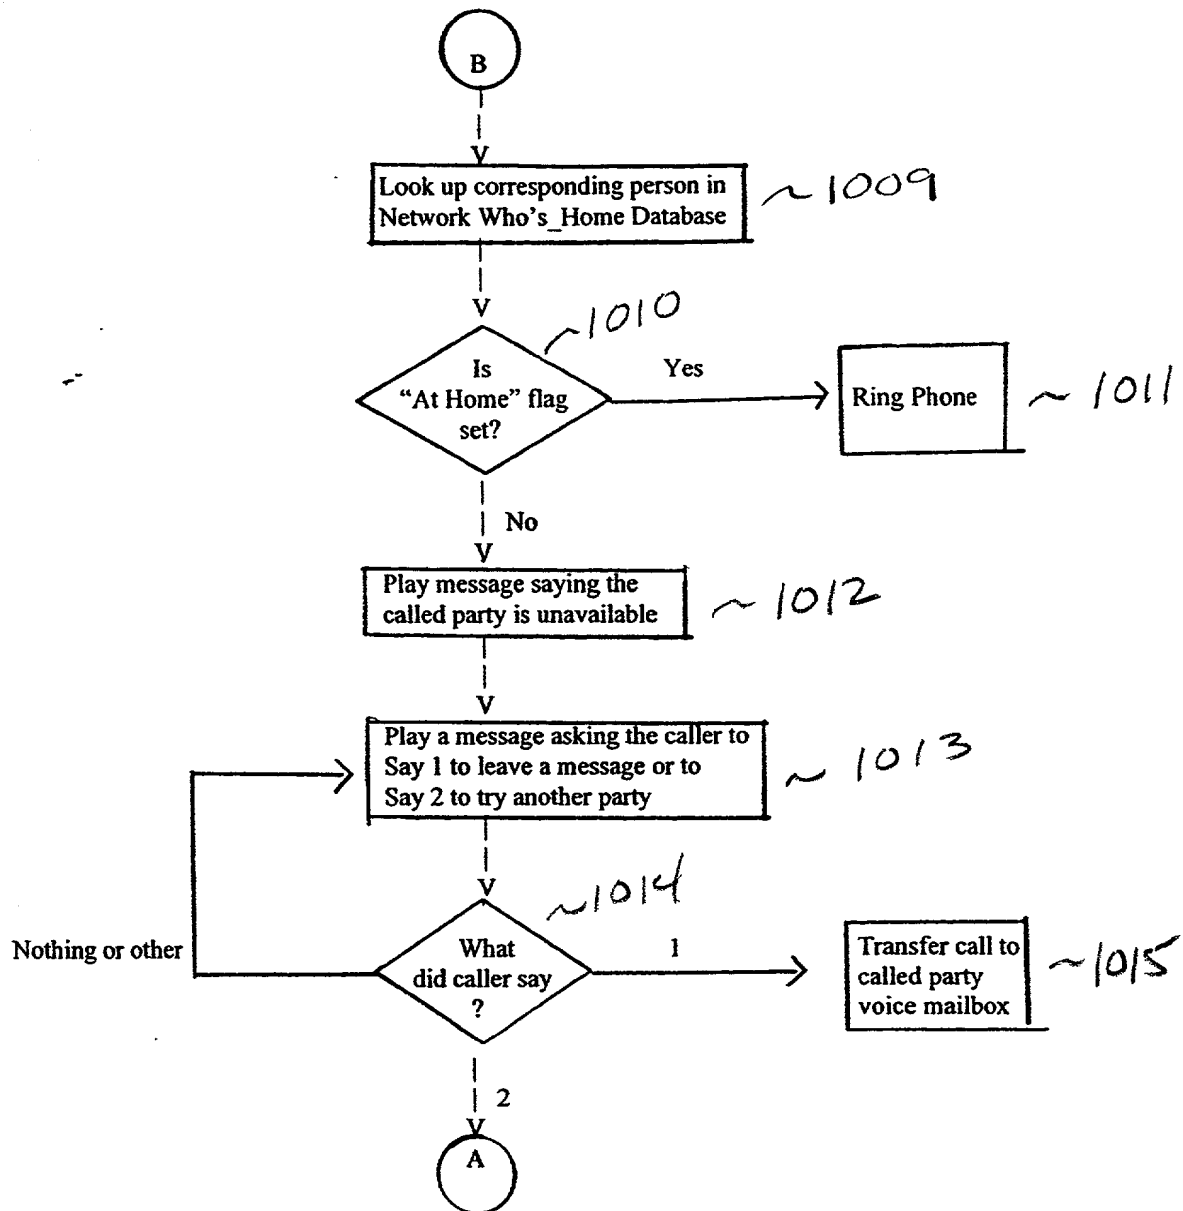 B
Look up corresponding person in
Network Who's_Home Database
~1009
~1010
Is
“At Home” flag
set?
Yes
Ring Phone
~1011
No
Play message saying the
called party is unavailable
~1012
Play a message asking the caller to
Say 1 to leave a message or to
Say 2 to try another party
~1013
~1014
Nothing or other
What
did caller say
?
1
Transfer call to
called party
voice mailbox
~1015
2
A